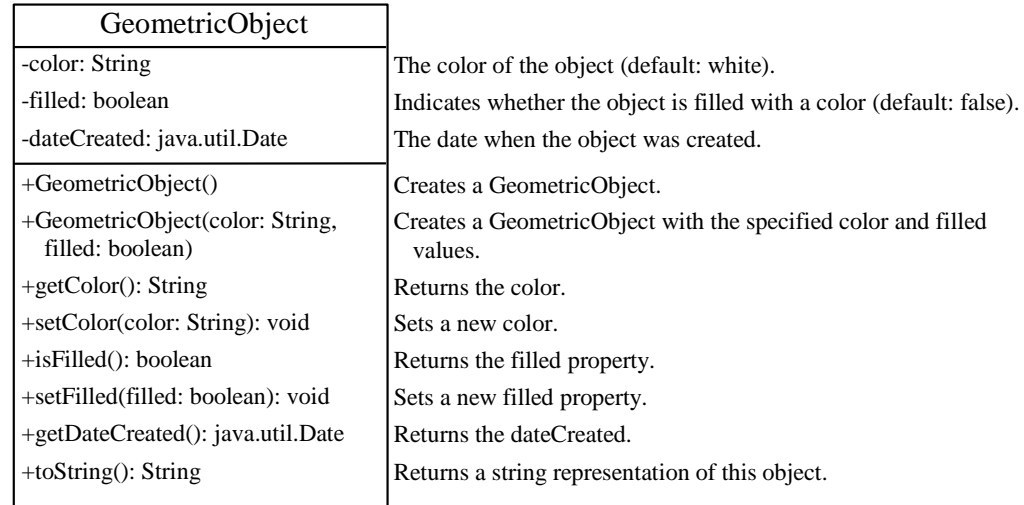 GeometricObject
-color: String
The color of the object (default: white).
-filled: boolean
Indicates whether the object is filled with a color (default: false).
-dateCreated: java.util.Date
The date when the object was created.
+GeometricObject()
Creates a GeometricObject.
+GeometricObject(color: String,
filled: boolean)
Creates a GeometricObject with the specified color and filled
values.
+getColor(): String
Returns the color.
+setColor(color: String): void
Sets a new color.
+isFilled(): boolean
Returns the filled property.
+setFilled(filled: boolean): void
Sets a new filled property.
+getDateCreated(): java.util.Date
Returns the dateCreated.
+toString(): String
Returns a string representation of this object.